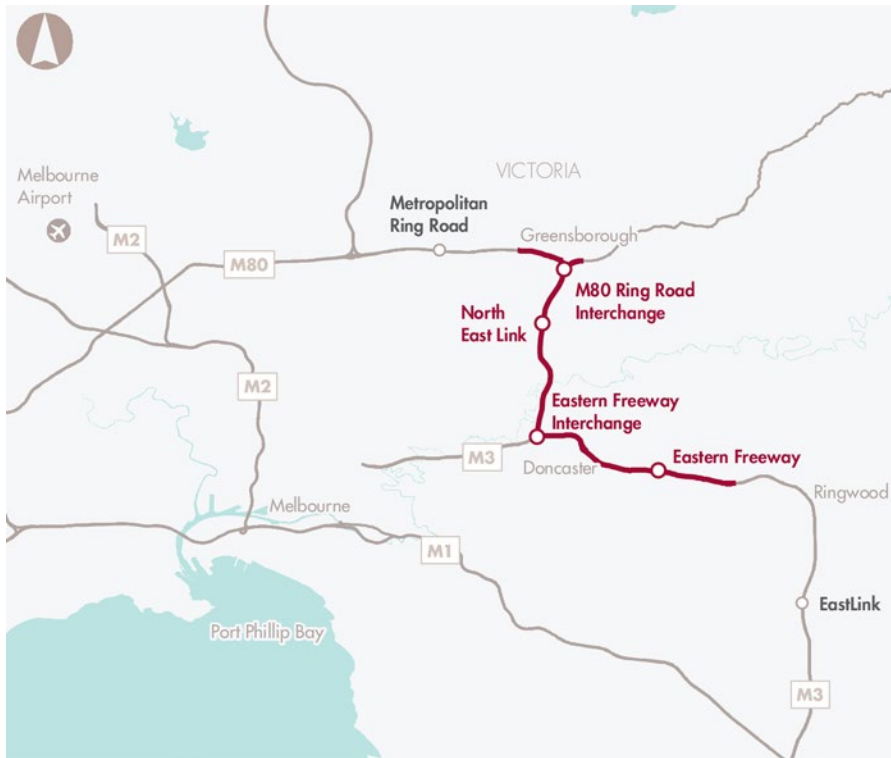 VICTORIA
Melbourne
Airport
Metropolitan
Ring Road
Greensborough
M2
M80
M80 Ring Road
Interchange
North
East Link
M2
Eastern Freeway
Interchange
M3
Doncaster
Eastern Freeway
Ringwood
Melbourne
M1
EastLink
Port Phillip Bay
M3